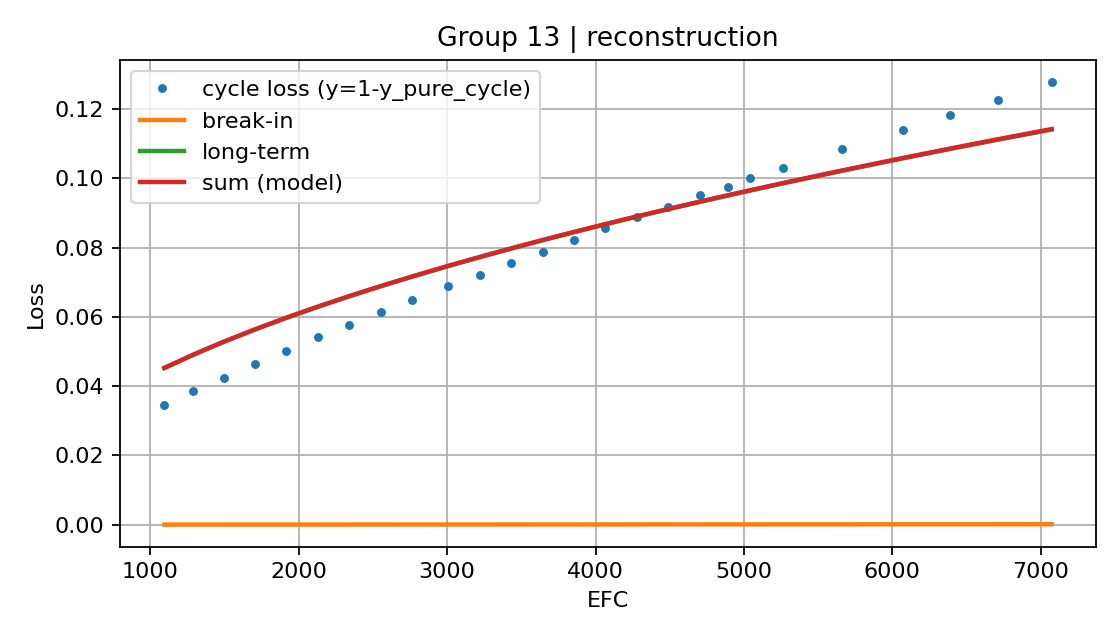 Group 13 | reconstruction
cycle loss (y=1-y_pure_cycle)
break-in
long-term
sum (model)
Loss
0.12
0.10
0.08
0.06
0.04
0.02
0.00
1000 2000 3000 4000 5000 6000 7000
EFC